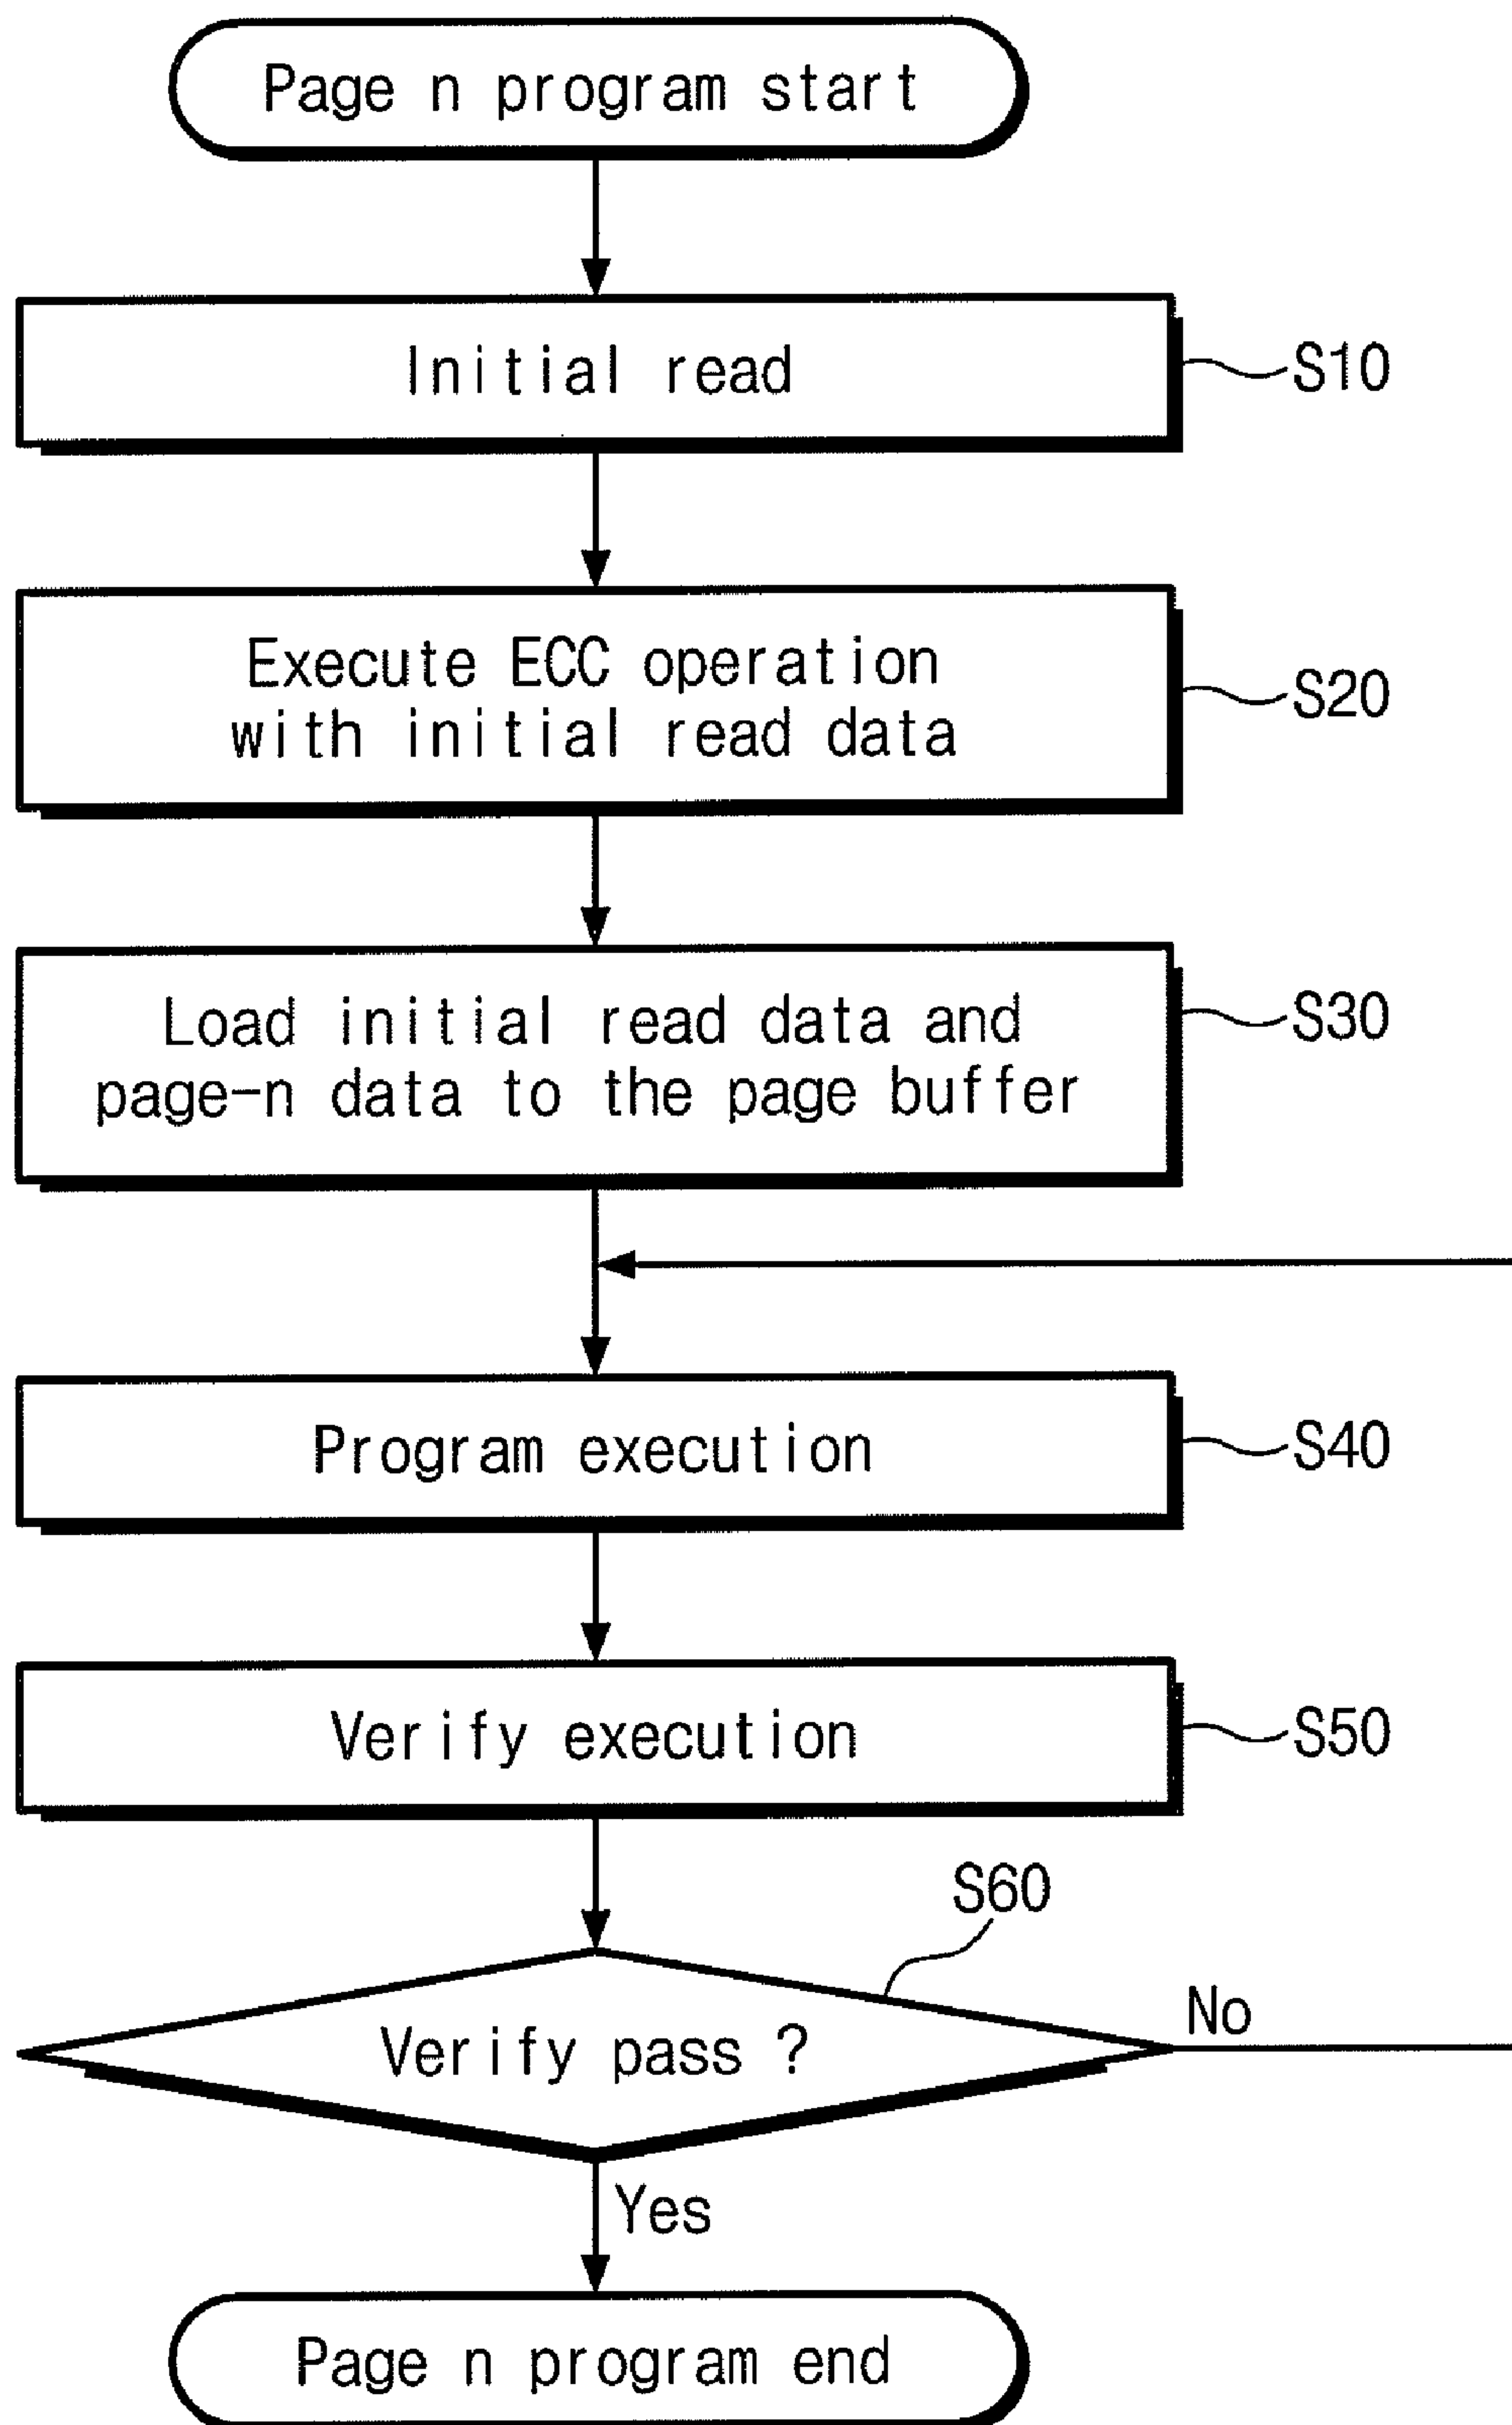 Page n program start
Initial read
S10
Execute ECC operation
with initial read data
S20
Load initial read data and
page-n data to the page buffer
S30
Program execution
S40
Verify execution
S50
S60
Verify pass ?
No
Yes
Page n program end